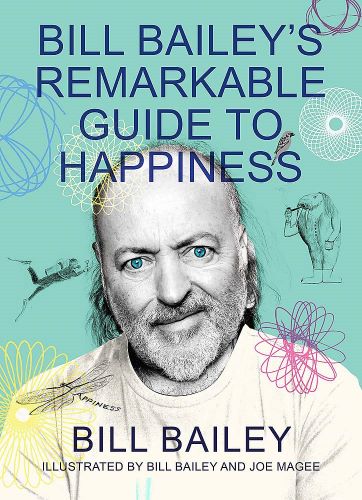 BILL BAILEY'S
REMARKABLE
GUIDE TO
HAPPINESS
HAPPINESS
BILL BAILEY
ILLUSTRATED BY BILL BAILEY AND JOE MAGEE